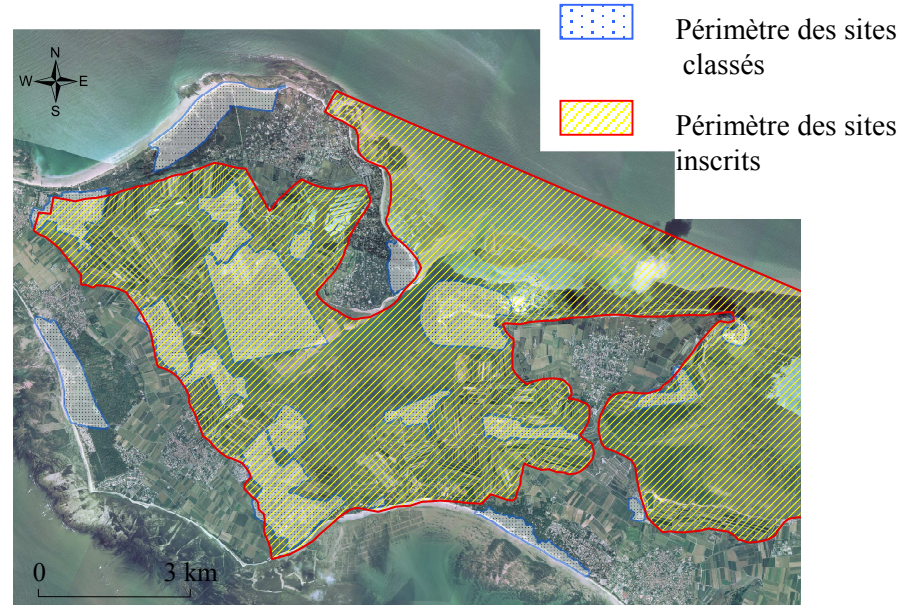 Périmètre des sites
classés
Périmètre des sites
inscrits
N
W E
S
0 3 km